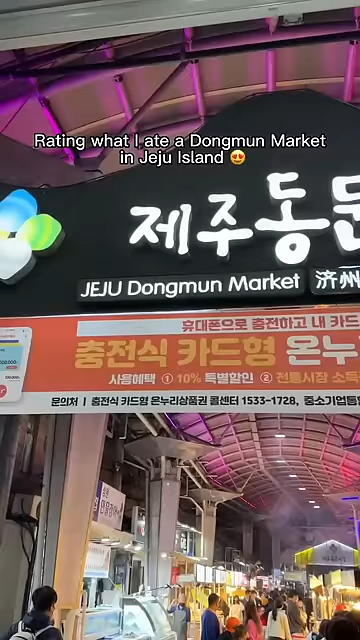 Rating what I ate a Dongmun Market
in Jeju Island 😍
제주동문
JEJU Dongmun Market
济州
휴대폰으로 충전하고 내 카드
충전식 카드형 온누
사용혜택 ① 10% 특별할인 ② 전통시장 소득
문의처 | 충전식 카드형 온누리상품권 콜센터 1533-1728, 중소기업통